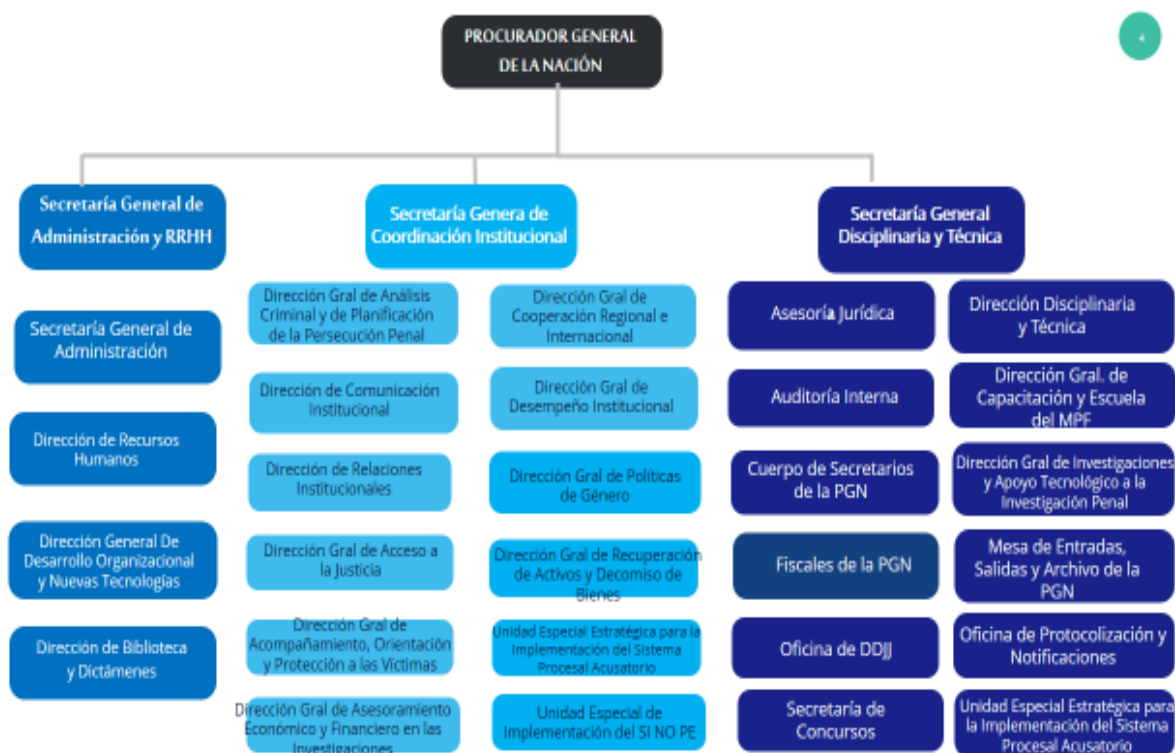 PROCURADOR GENERAL
DE LA NACIÓN
4
Secretaría General de
Administración y RRHH
Secretaría General de
Administración
Dirección de Recursos
Humanos
Dirección General De
Desarrollo Organizacional
y Nuevas Tecnologías
Dirección de Biblioteca
y Dictámenes
Secretaría Genera de
Coordinación Institucional
Dirección Gral de Análisis
Criminal y de Planificación
de la Persecución Penal
Dirección de Comunicación
Institucional
Dirección de Relaciones
Institucionales
Dirección Gral de Acceso a
la Justicia
Dirección Gral de
Acompañamiento, Orientación
y Protección a las Víctimas
Dirección Gral de Asesoramiento
Económico y Financiero en las
Investigaciones
Dirección Gral de
Cooperación Regional e
Internacional
Dirección Gral de
Desempeño Institucional
Dirección Gral de Políticas
de Género
Dirección Gral de Recuperación
de Activos y Decomiso de
Bienes
Unidad Especial Estratégica para la
Implementación del Sistema
Procesal Acusatorio
Unidad Especial de
Implementación del SI NO PE
Secretaría General
Disciplinaria y Técnica
Asesoría Jurídica
Auditoría Interna
Cuerpo de Secretarios
de la PGN
Fiscales de la PGN
Oficina de DDJJ
Secretaría de
Concursos
Dirección Disciplinaria
y Técnica
Dirección Gral. de
Capacitación y Escuela
del MPF
Dirección Gral de Investigaciones
y Apoyo Tecnológico a la
Investigación Penal
Mesa de Entradas,
Salidas y Archivo de la
PGN
Oficina de Protocolización y
Notificaciones
Unidad Especial Estratégica para
la Implementación del Sistema
Procesal Acusatorio